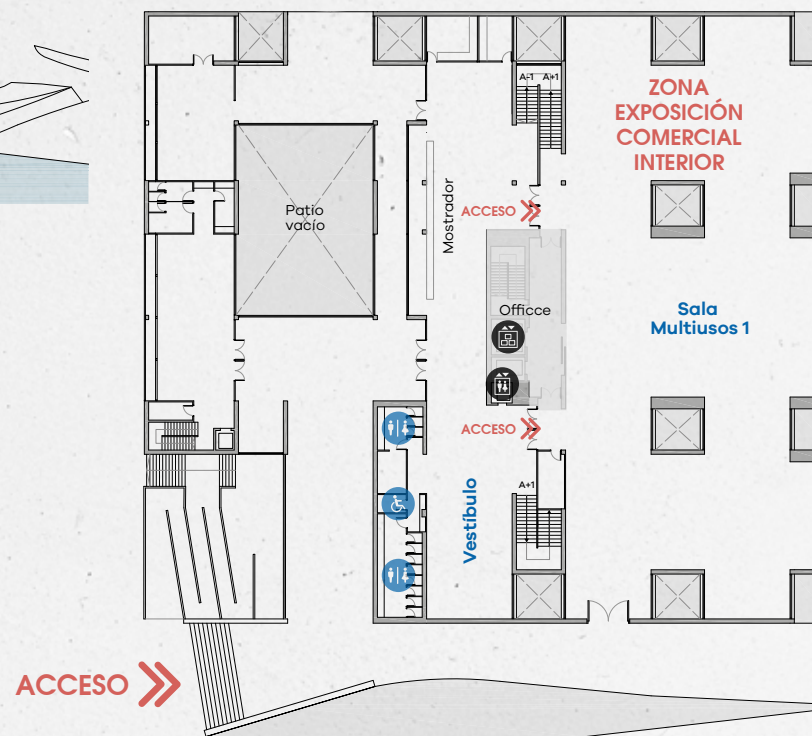 A-1 A+1
ZONA
EXPOSICIÓN
COMERCIAL
INTERIOR
Patio
vacío
Mostrador
ACCESO
Officce
Sala
Multiusos 1
ACCESO
Vestíbulo
A+1
ACCESO